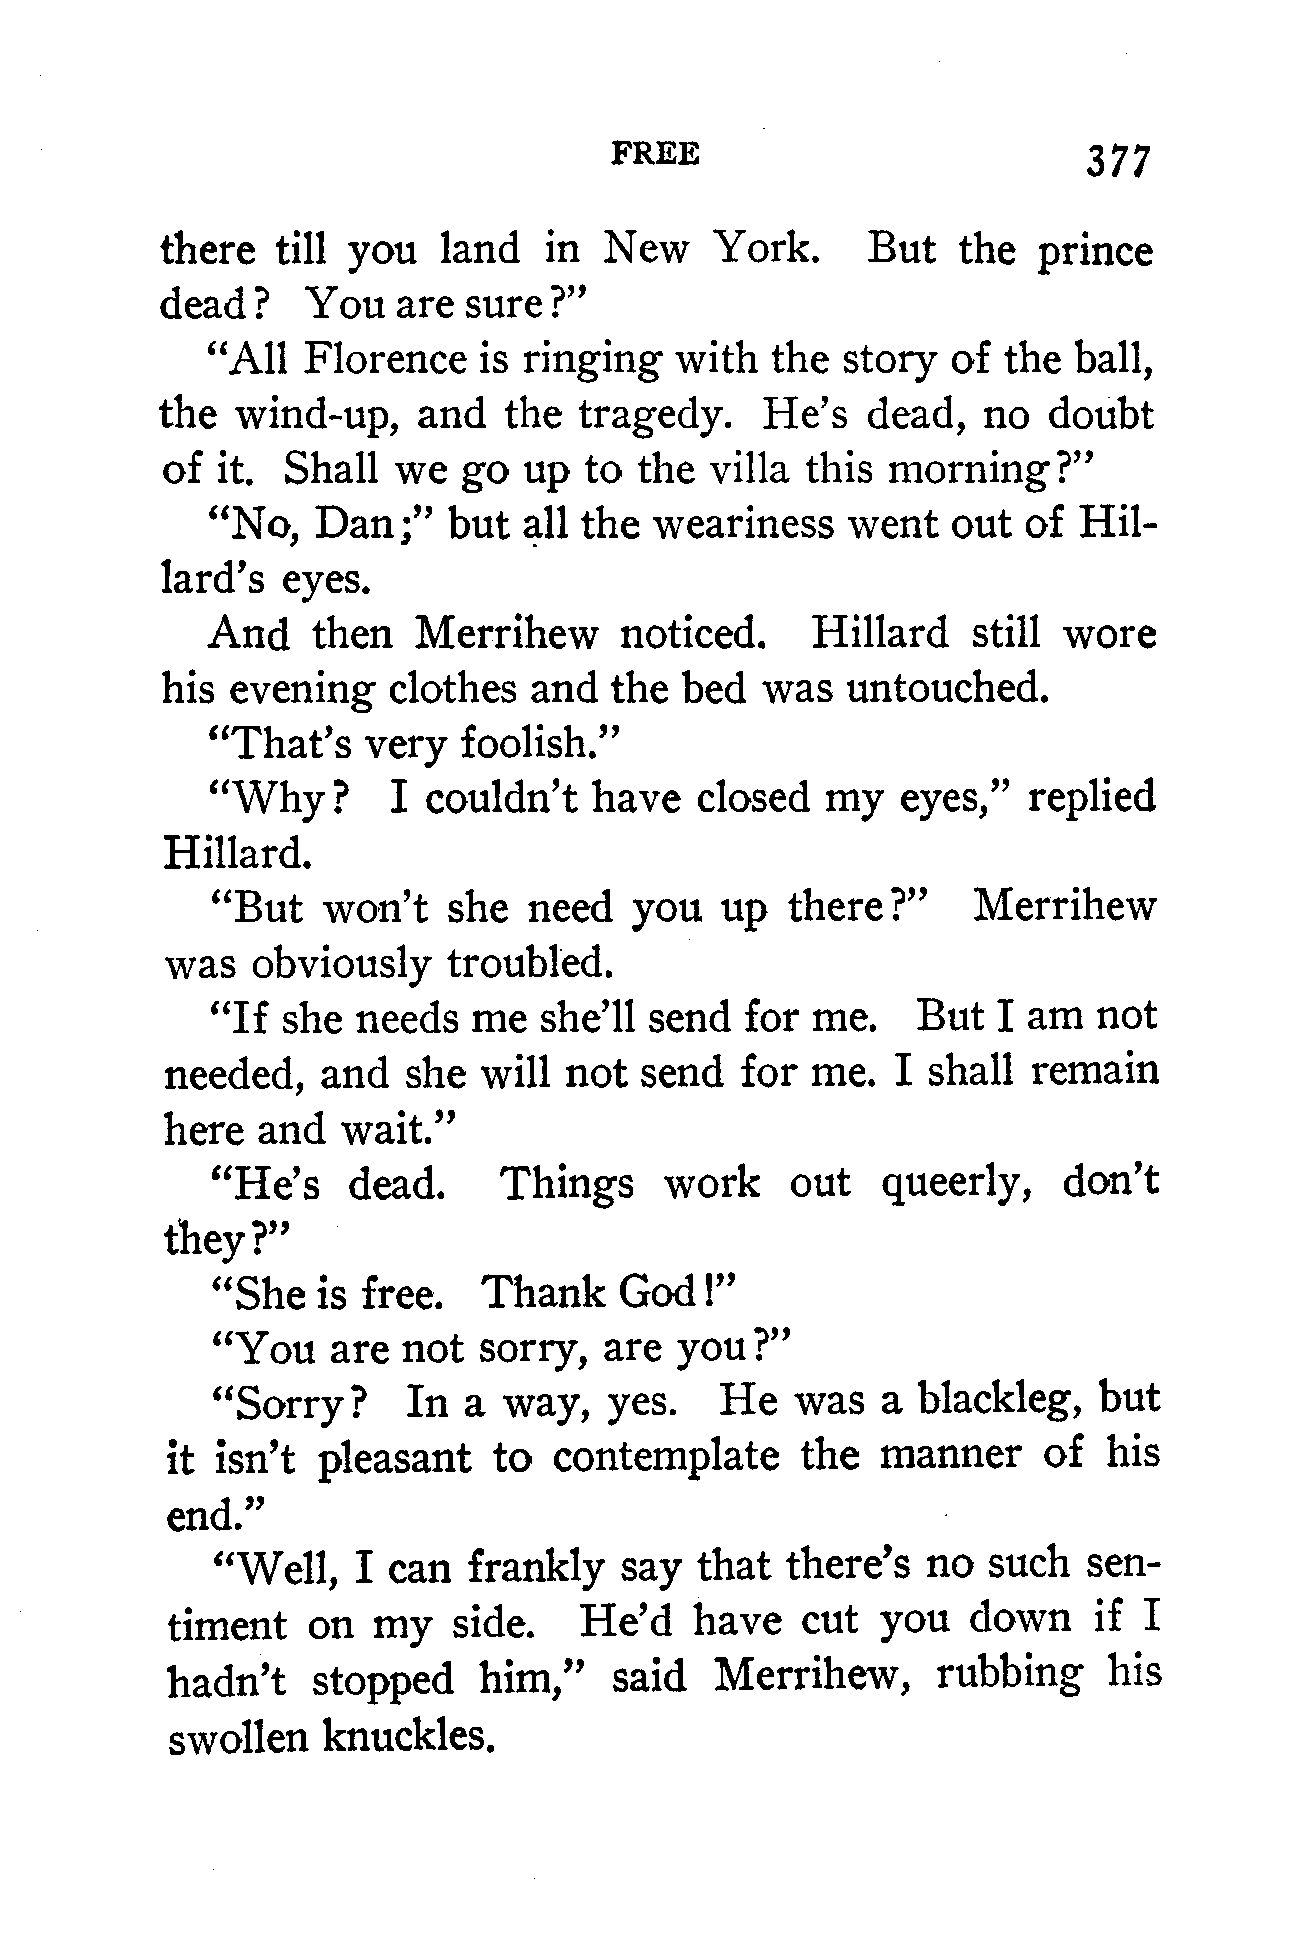 FREE 377
there till you land in New York. But the prince
dead? You are sure?”
“All Florence is ringing with the story of the ball,
the wind-up, and the tragedy. He’s dead, no doubt
of it. Shall we go up to the villa this morning?”
“No, Dan;” but all the weariness went out of Hil-
lard’s eyes.
And then Merrihew noticed. Hillard still wore
his evening clothes and the bed was untouched.
“That’s very foolish.”
“Why? I couldn’t have closed my eyes,” replied
Hillard.
“But won’t she need you up there?” Merrihew
was obviously troubled.
“If she needs me she’ll send for me. But I am not
needed, and she will not send for me. I shall remain
here and wait.”
“He’s dead. Things work out queerly, don’t
they?”
“She is free. Thank God!”
“You are not sorry, are you?”
“Sorry? In a way, yes. He was a blackleg, but
it isn’t pleasant to contemplate the manner of his
end.”
“Well, I can frankly say that there’s no such sen-
timent on my side. He’d have cut you down if I
hadn’t stopped him,” said Merrihew, rubbing his
swollen knuckles.